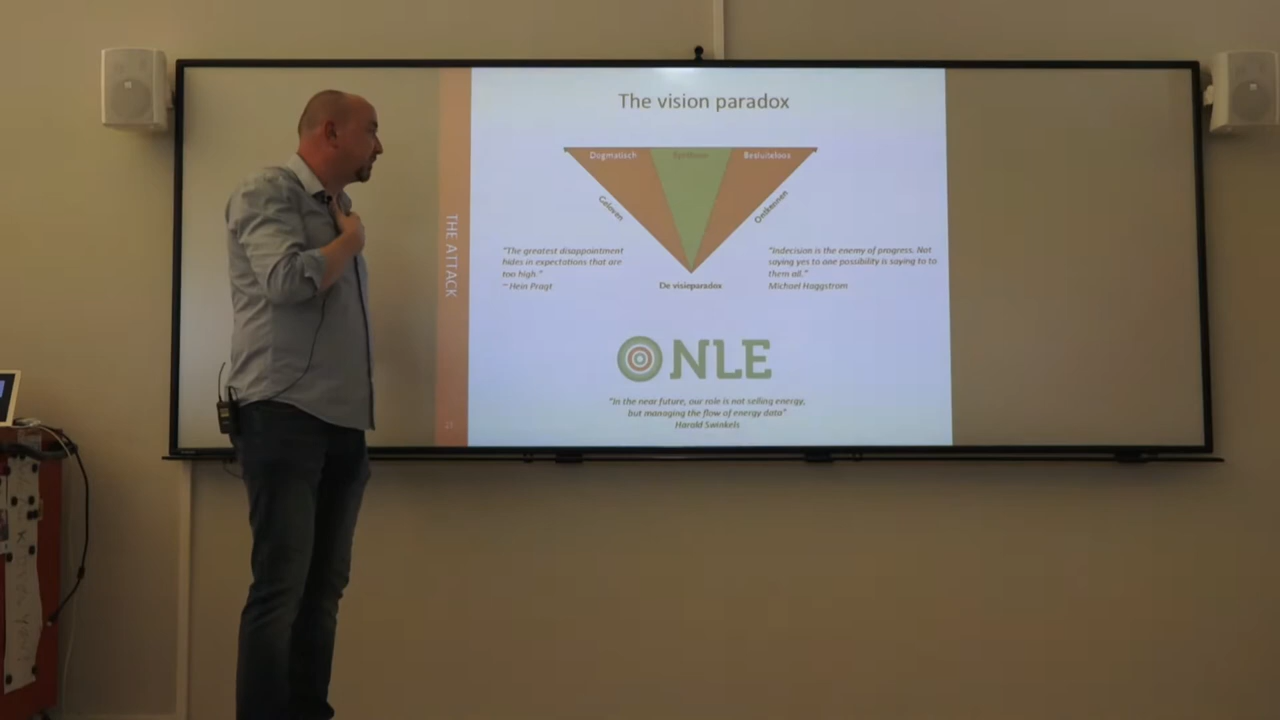 The vision paradox
Dogmatisch
Synthese
Besluiteloos
Geloven
Ontkennen
"The greatest disappointment
hides in expectations that are
too high."
~ Hein Pragt
"Indecision is the enemy of progress. Not
saying yes to one possibility is saying to to
them all."
Michael Haggstrom
De visieparadox
THE ATTACK
NLE
"In the near future, our role is not selling energy,
but managing the flow of energy data"
Harald Swinkels